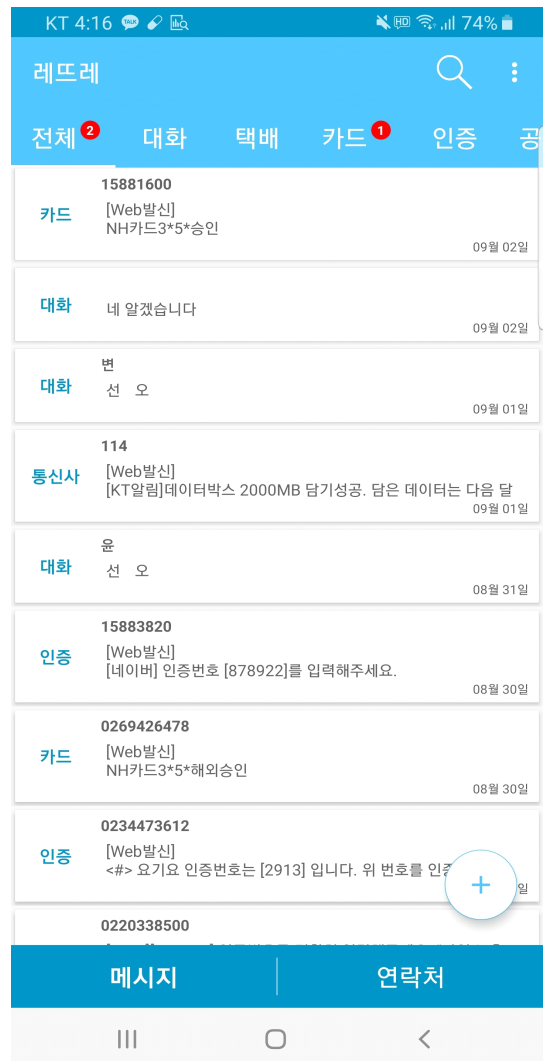 KT 4:16 TALK HD 74%
레뜨레
전체 2 대화 택배 카드 1 인증 공
15881600
카드
[Web발신]
NH카드3*5*승인
09월 02일
대화
네 알겠습니다
09월 02일
변
대화
선 오
09월 01일
114
통신사
[Web발신]
[KT알림]데이터박스 2000MB 담기성공. 담은 데이터는 다음 달
09월 01일
윤
대화
선 오
08월 31일
15883820
인증
[Web발신]
[네이버] 인증번호 [878922]를 입력해주세요.
08월 30일
0269426478
카드
[Web발신]
NH카드3*5*해외승인
08월 30일
0234473612
인증
[Web발신]
<#> 요기요 인증번호는 [2913] 입니다. 위 번호를 인증
일
+
0220338500
메시지 연락처